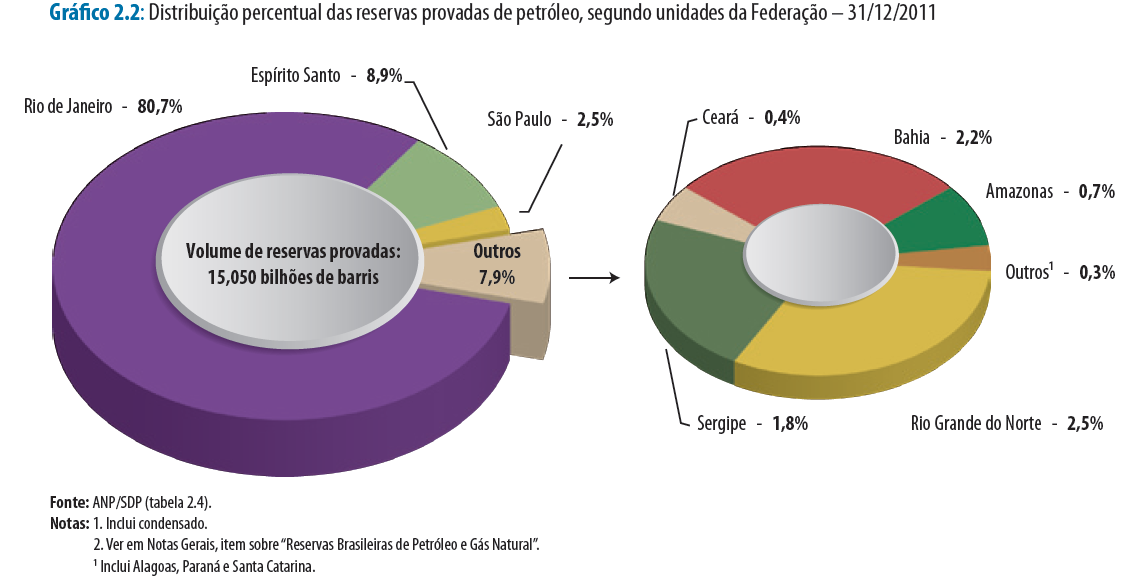 Gráfico 2.2: Distribuição percentual das reservas provadas de petróleo, segundo unidades da Federação – 31/12/2011
Espírito Santo - 8,9%
Rio de Janeiro - 80,7%
São Paulo - 2,5%
Ceará - 0,4%
Bahia - 2,2%
Amazonas - 0,7%
Volume de reservas provadas:
15,050 bilhões de barris
Outros
7,9%
Outros¹ - 0,3%
Sergipe - 1,8%
Rio Grande do Norte - 2,5%
Fonte: ANP/SDP (tabela 2.4).
Notas: 1. Inclui condensado.
2. Ver em Notas Gerais, item sobre “Reservas Brasileiras de Petróleo e Gás Natural”.
¹ Inclui Alagoas, Paraná e Santa Catarina.